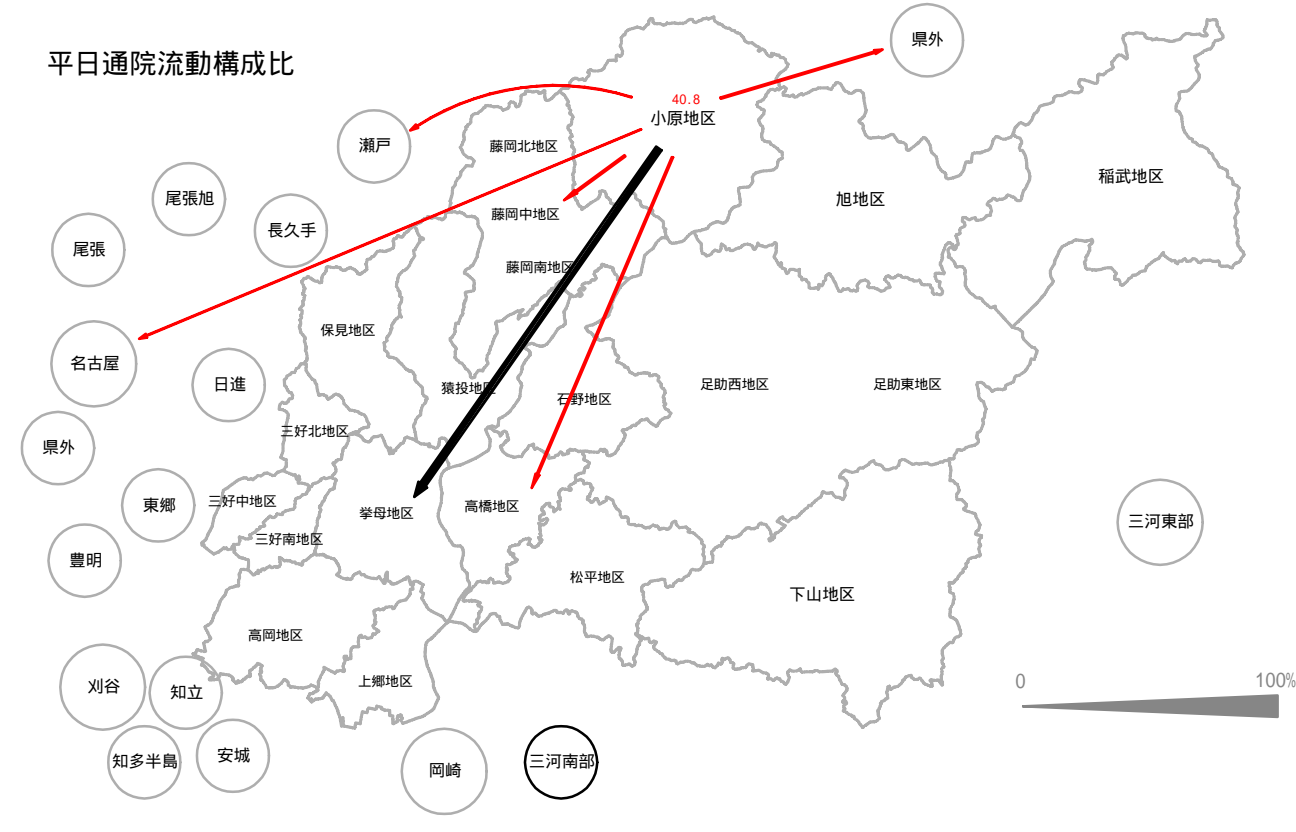 平日通院流動構成比
県外
40.8
小原地区
瀬戸
藤岡北地区
稲武地区
尾張旭
旭地区
藤岡中地区
長久手
尾張
藤岡南地区
保見地区
名古屋
日進
猿投地区
石野地区
足助西地区
足助東地区
三好北地区
県外
三好中地区
東郷
挙母地区
高橋地区
三河東部
三好南地区
豊明
松平地区
下山地区
高岡地区
上郷地区
0
100%
刈谷
知立
知多半島
安城
岡崎
三河南部